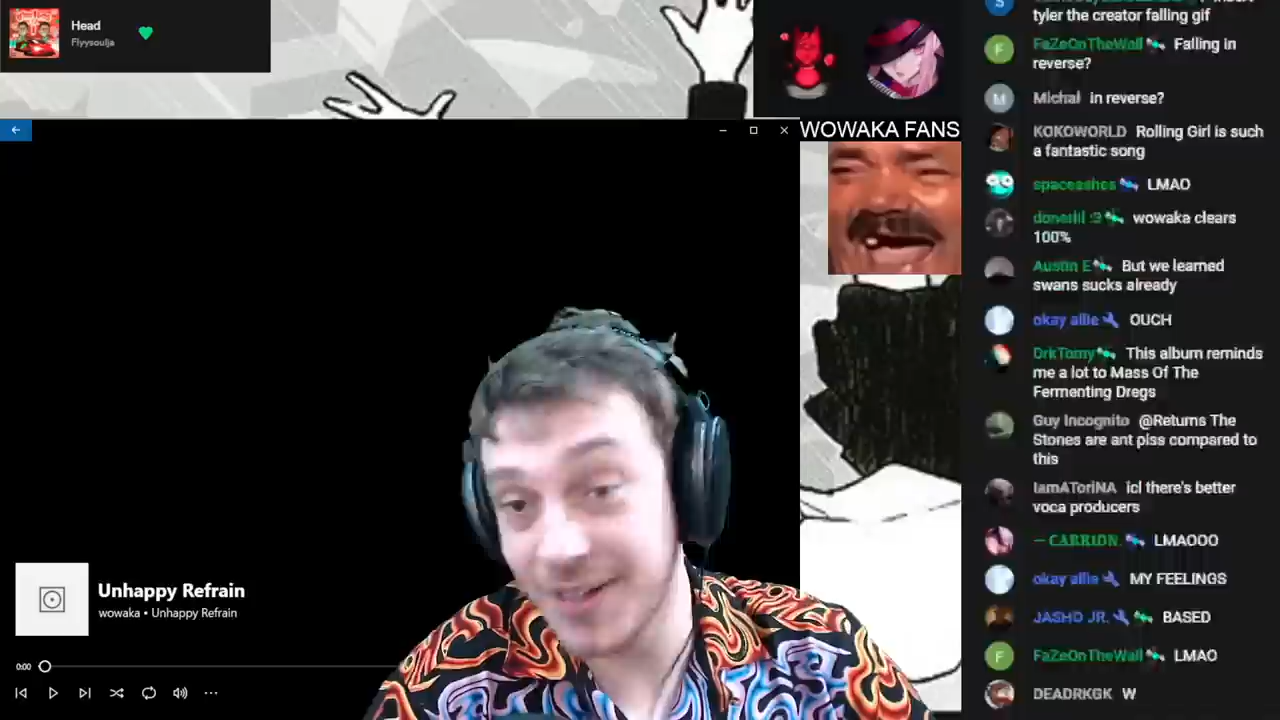 Head
Flyysoulja
WOWAKA FANS
Unhappy Refrain
wowaka • Unhappy Refrain
0:00
tyler the creator falling gif
FaZeOnTheWall Falling in
reverse?
Michal in reverse?
KOKOWORLD Rolling Girl is such
a fantastic song
spaceashes LMAO
donerlil :3 wowaka clears
100%
Austin E But we learned
swans sucks already
okay allie OUCH
DrkTomy This album reminds
me a lot to Mass Of The
Fermenting Dregs
Guy Incognito @Returns The
Stones are ant piss compared to
this
IamAToriNA icl there's better
voca producers
— CARRION. LMAOOO
okay allie MY FEELINGS
JASHO JR. BASED
FaZeOnTheWall LMAO
DEADRKGK W